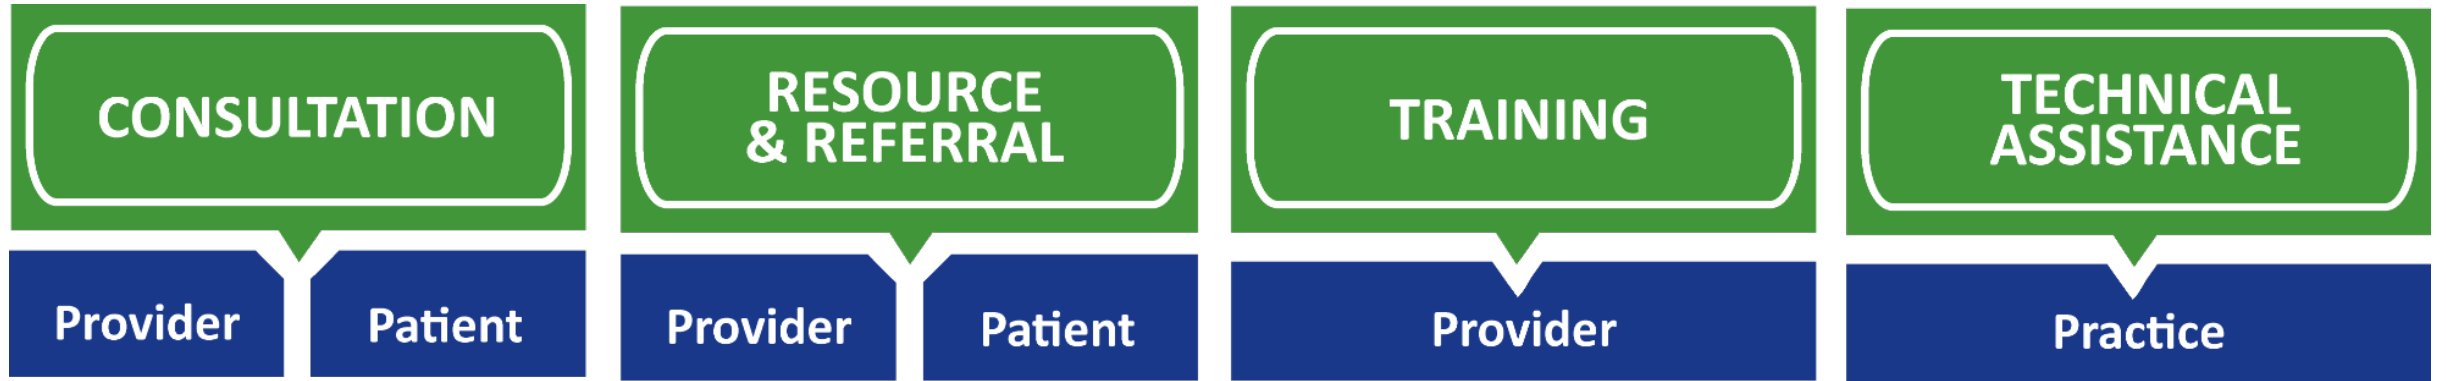 CONSULTATION
Provider
Patient
RESOURCE
& REFERRAL
Provider
Patient
TRAINING
Provider
TECHNICAL
ASSISTANCE
Practice